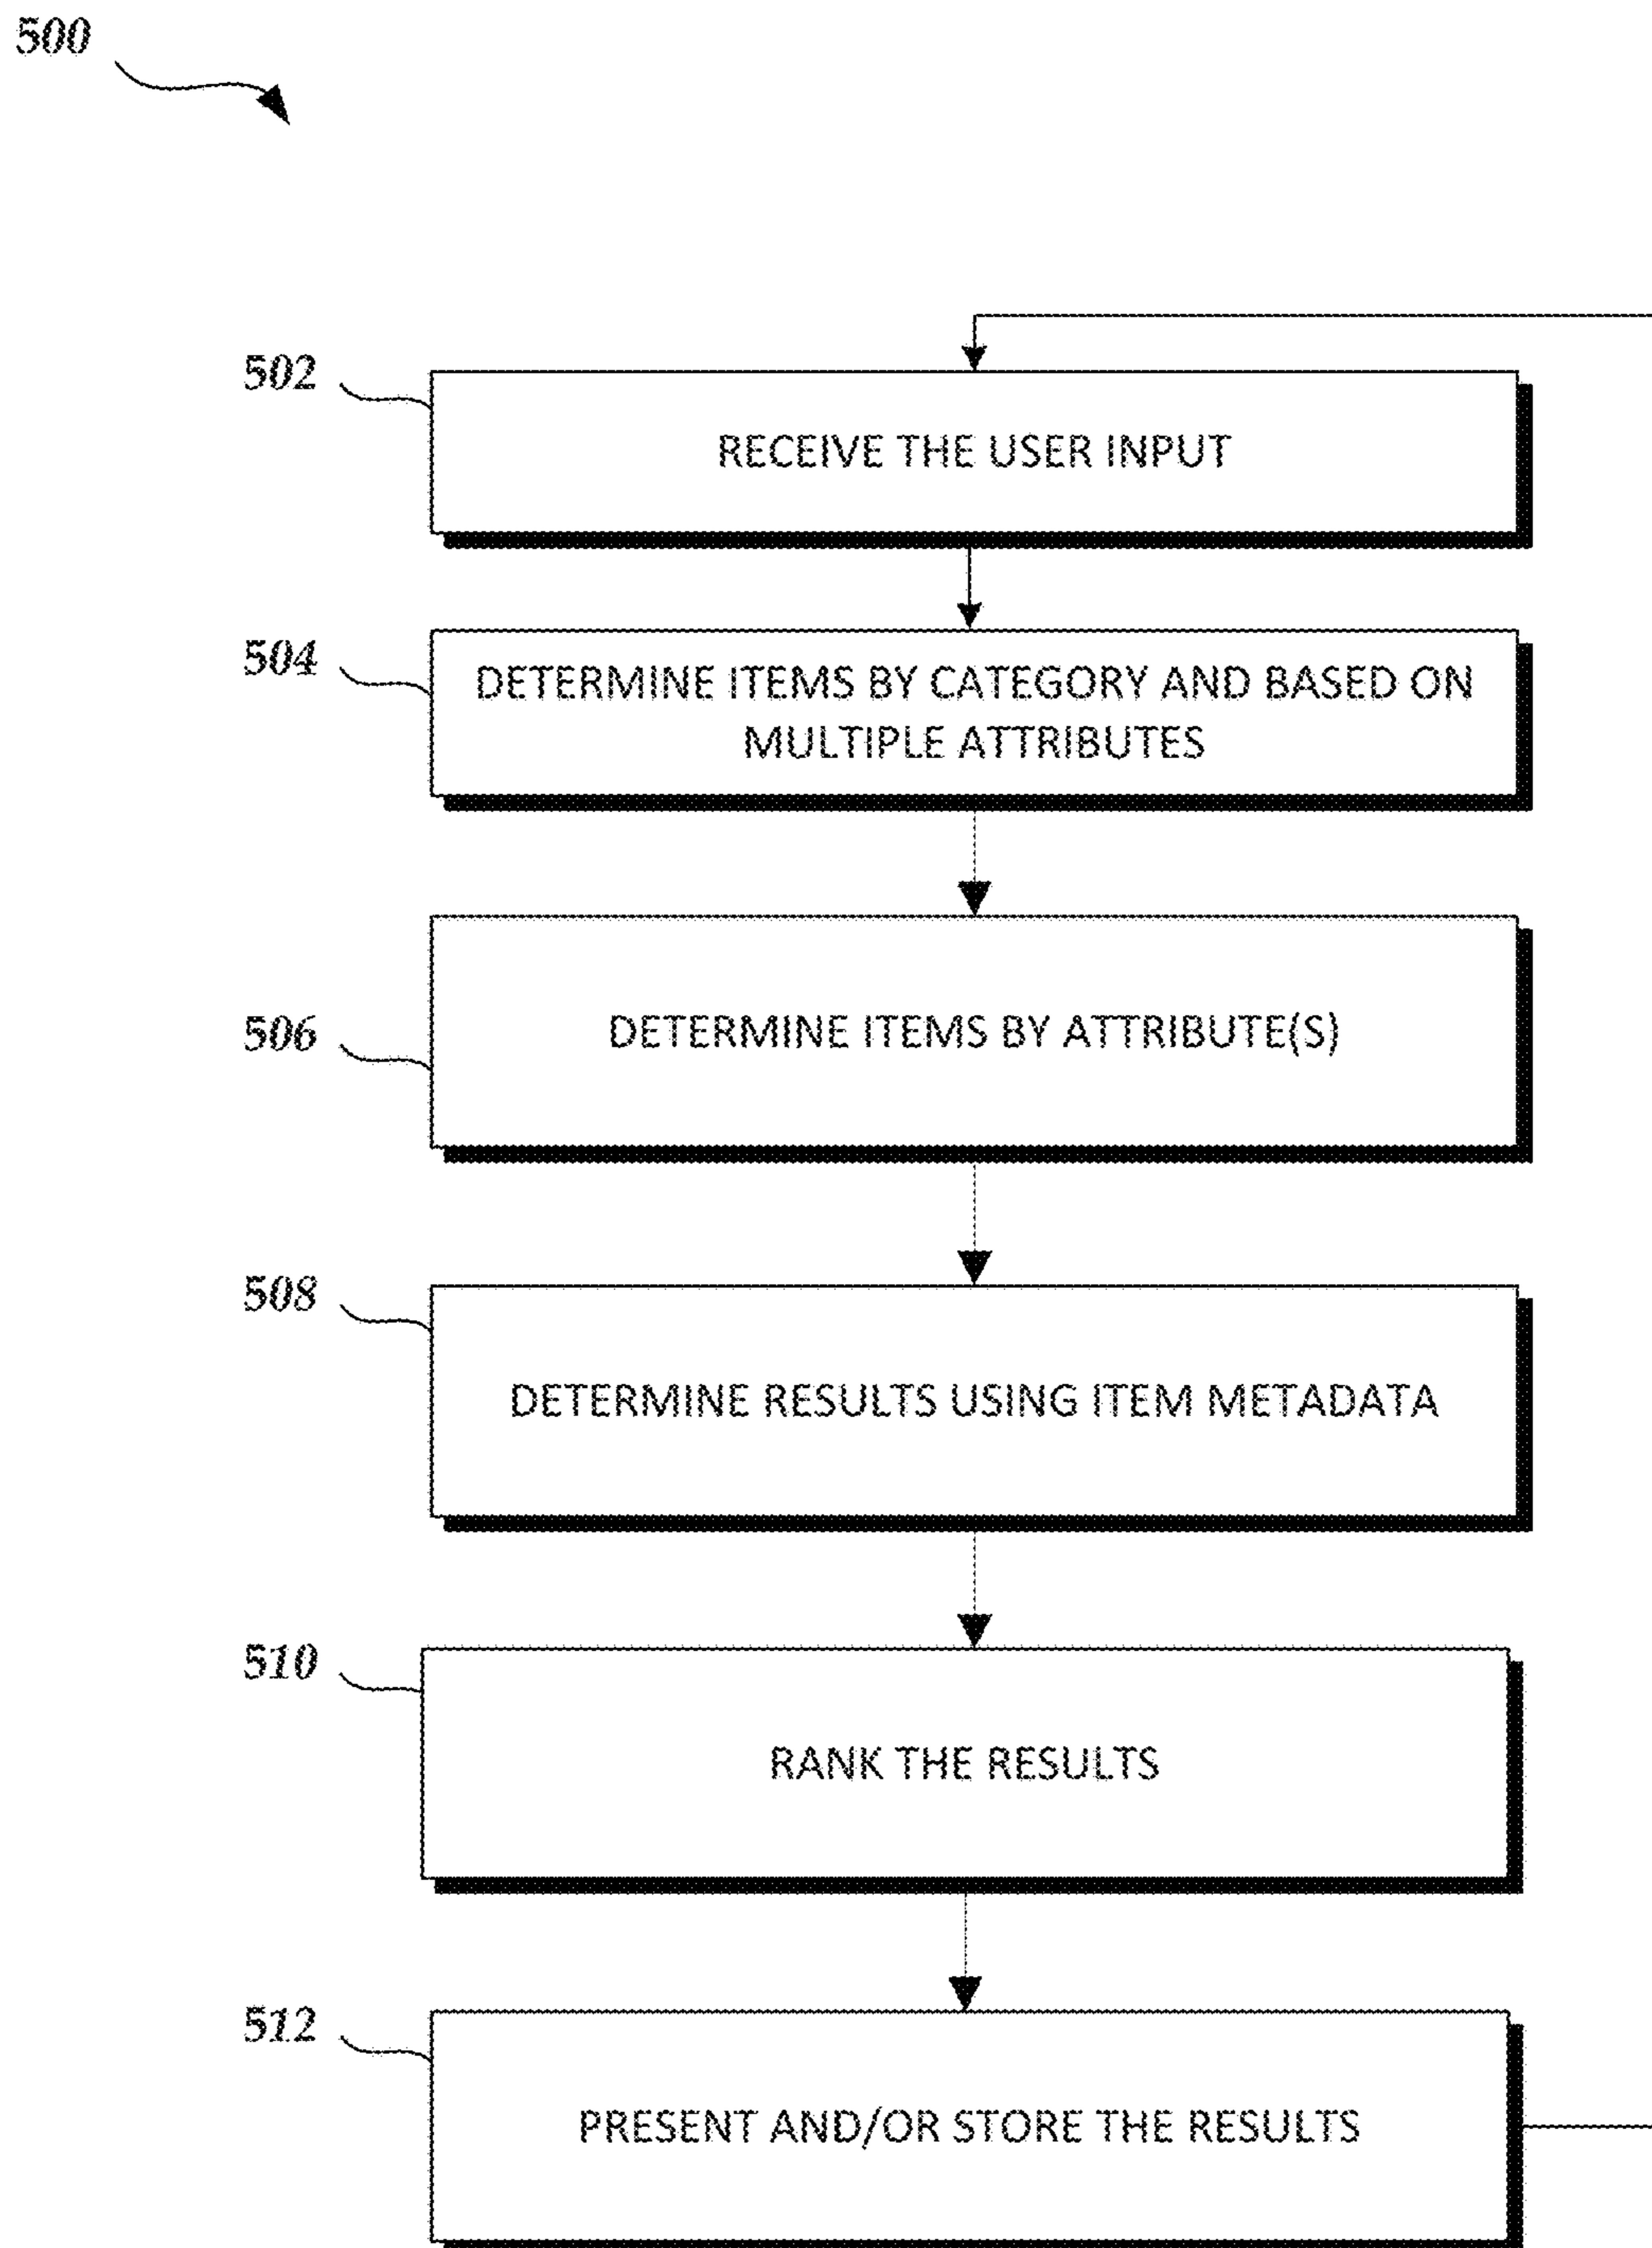 500
502
RECEIVE THE USER INPUT
504
DETERMINE ITEMS BY CATEGORY AND BASED ON
MULTIPLE ATTRIBUTES
506
DETERMINE ITEMS BY ATTRIBUTE(S)
508
DETERMINE RESULTS USING ITEM METADATA
510
RANK THE RESULTS
512
PRESENT AND/OR STORE THE RESULTS